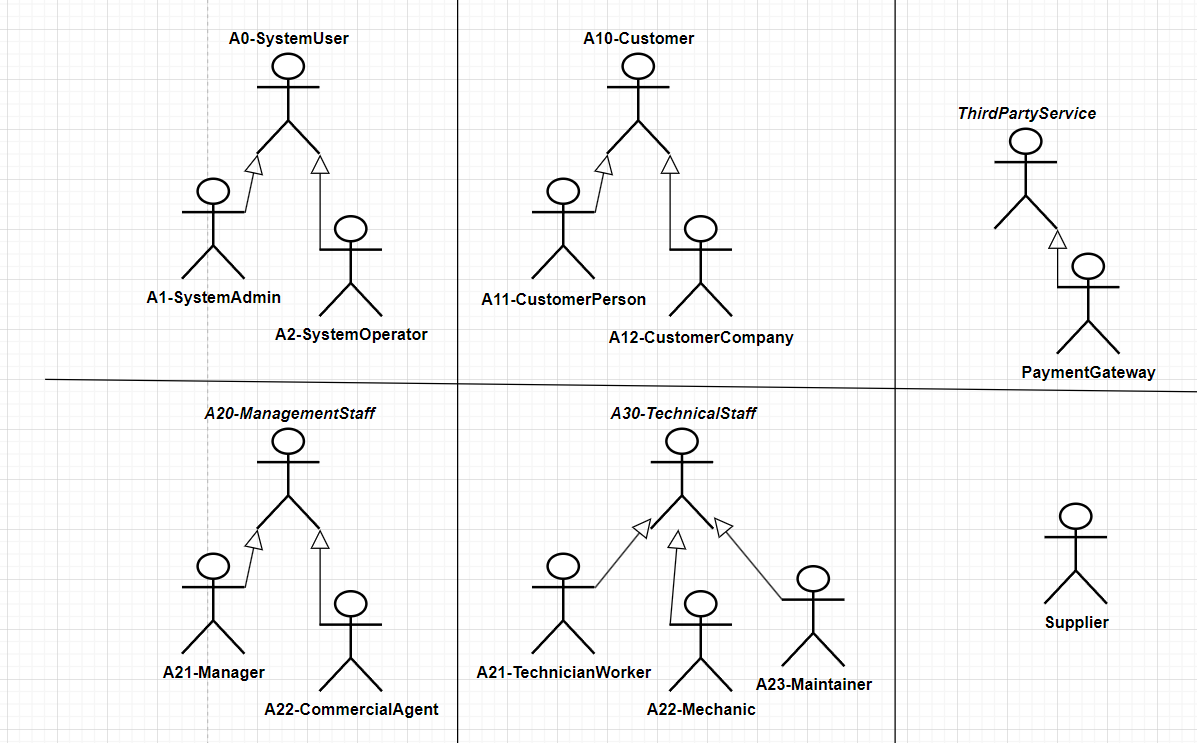 A0-SystemUser
A1-SystemAdmin
A2-SystemOperator
A10-Customer
A11-CustomerPerson
A12-CustomerCompany
ThirdPartyService
PaymentGateway
A20-ManagementStaff
A21-Manager
A22-CommercialAgent
A30-TechnicalStaff
A21-TechnicianWorker
A22-Mechanic
A23-Maintainer
Supplier